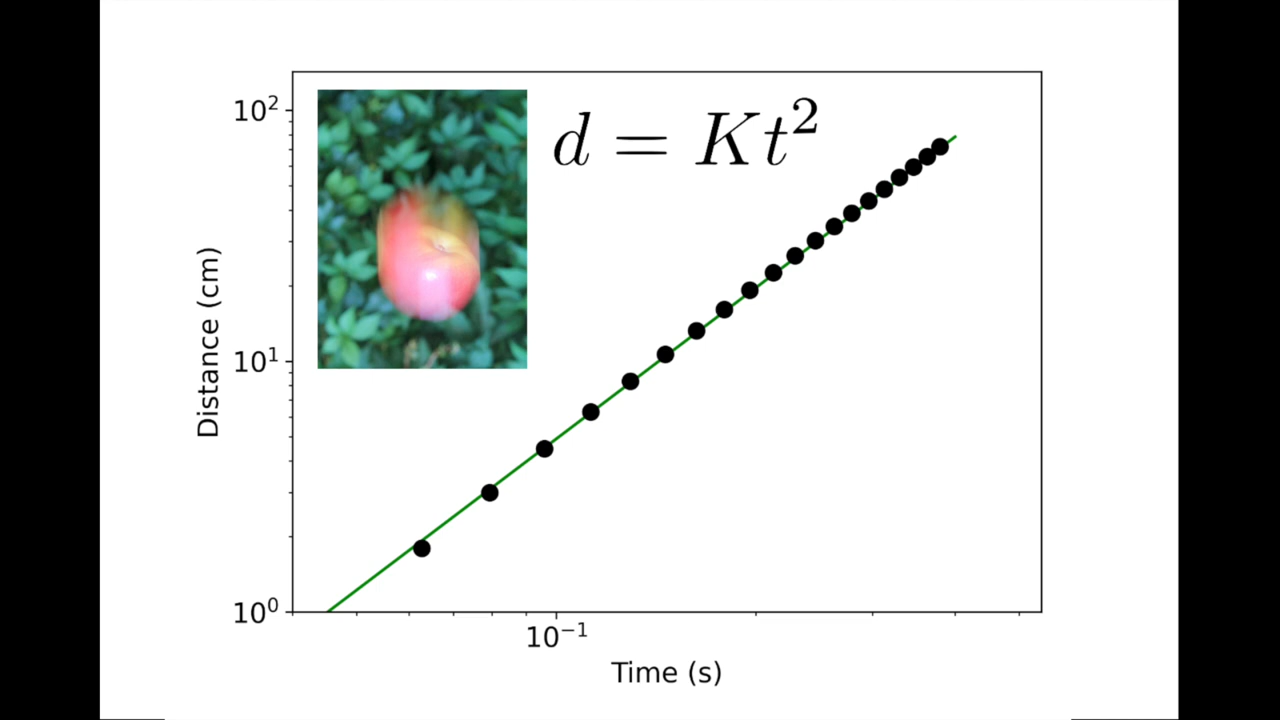 d = Kt²
10²
10¹
10⁰
Distance (cm)
10⁻¹
Time (s)